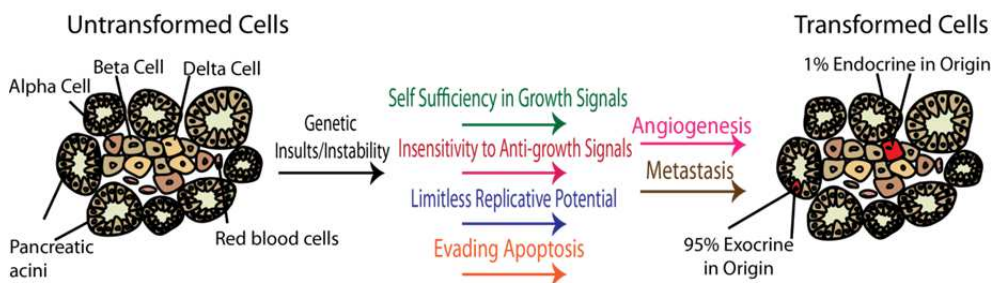 Untransformed Cells
Alpha Cell
Beta Cell
Delta Cell
Pancreatic
acini
Red blood cells
Genetic
Insults/Instability
Self Sufficiency in Growth Signals
Insensitivity to Anti-growth Signals
Limitless Replicative Potential
Evading Apoptosis
Angiogenesis
Metastasis
Transformed Cells
1% Endocrine in Origin
95% Exocrine
in Origin